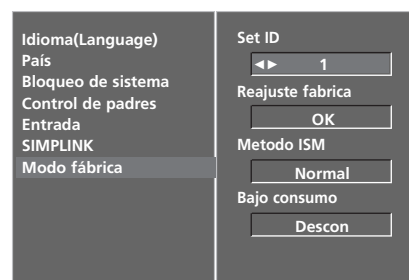 Idioma(Language)
País
Bloqueo de sistema
Control de padres
Entrada
SIMPLINK
Modo fábrica
Set ID
◄► 1
Reajuste fabrica
OK
Metodo ISM
Normal
Bajo consumo
Descon